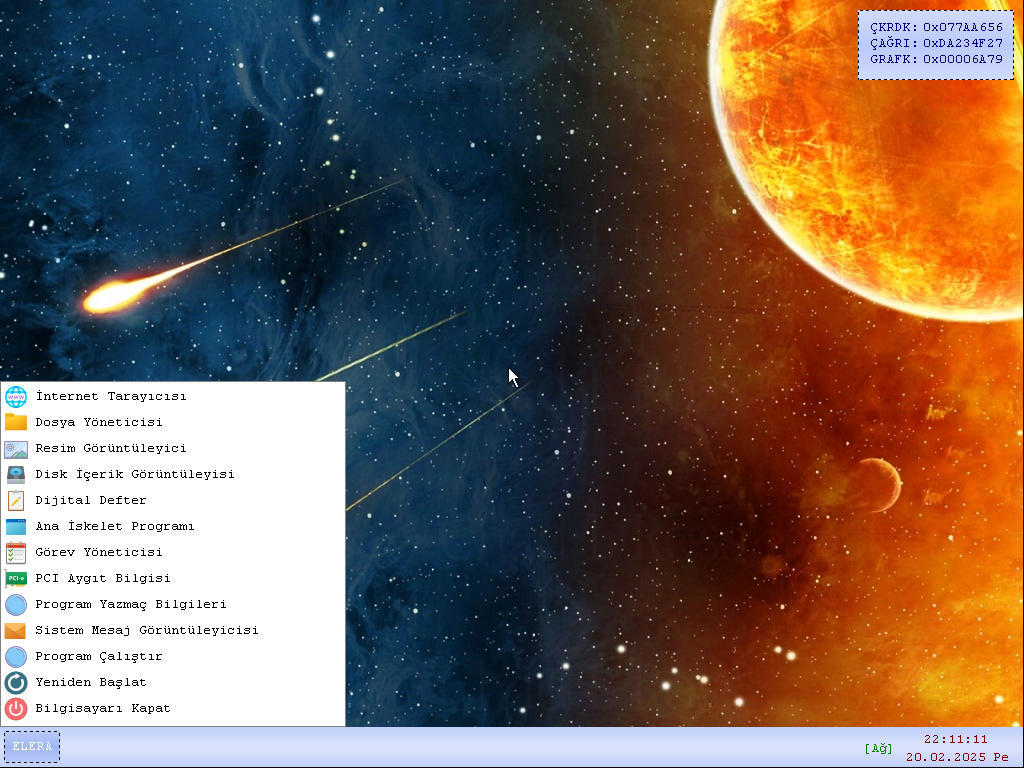 ÇKRDK: 0x077AA656
ÇAĞRI: 0xDA234F27
GRAFK: 0x00006A79
www
İnternet Tarayıcısı
Dosya Yöneticisi
Resim Görüntüleyici
Disk İçerik Görüntüleyisi
Dijital Defter
Ana İskelet Programı
Görev Yöneticisi
PCI-e
PCI Aygıt Bilgisi
Program Yazmaç Bilgileri
Sistem Mesaj Görüntüleyicisi
Program Çalıştır
Yeniden Başlat
Bilgisayarı Kapat
ELERA
[Ağ]
22:11:11
20.02.2025 Pe